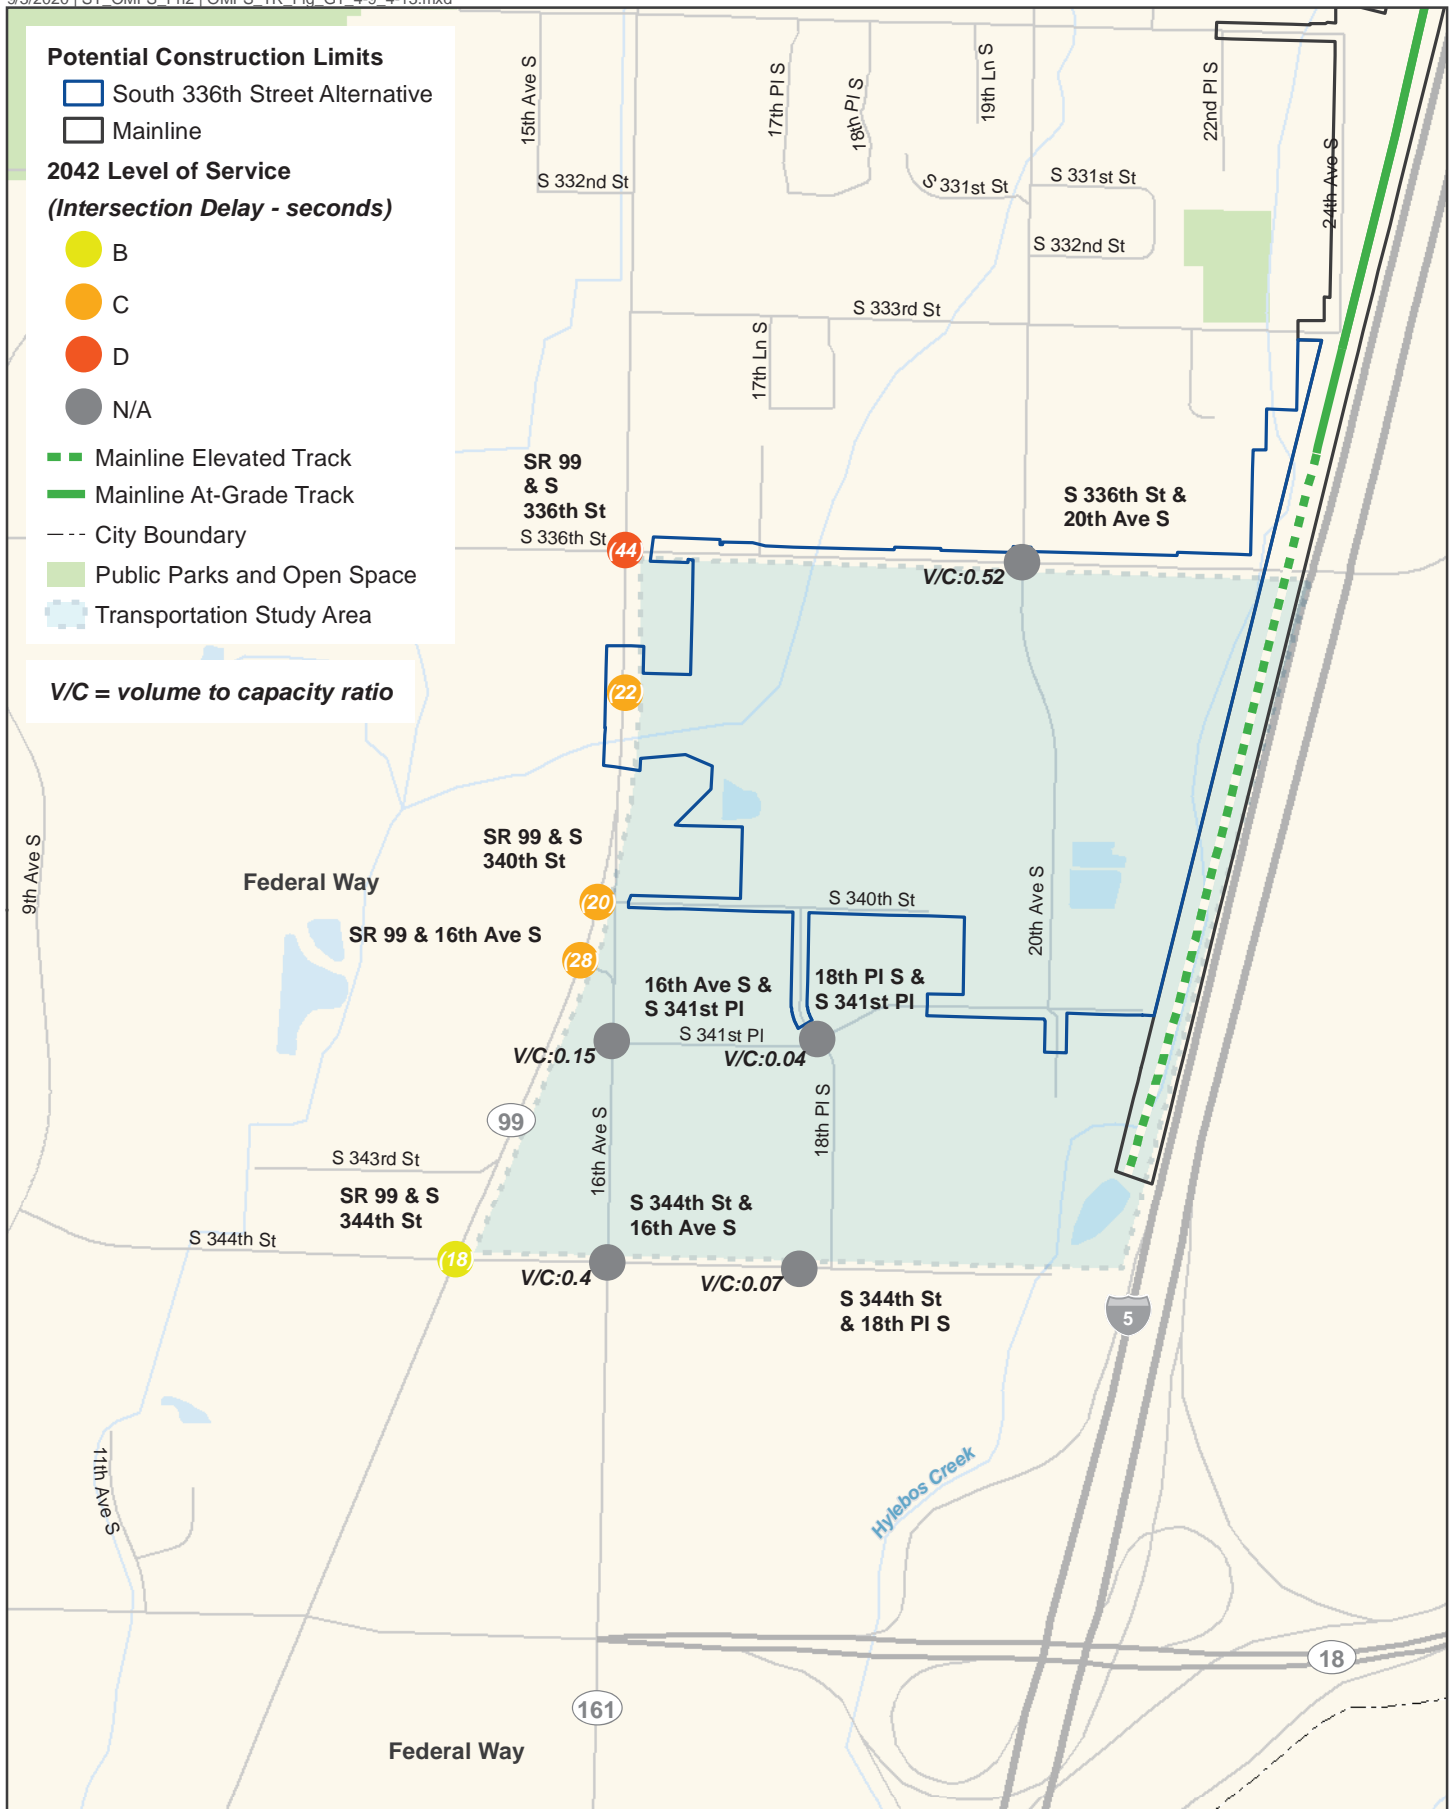 Potential Construction Limits
South 336th Street Alternative
Mainline
2042 Level of Service
(Intersection Delay - seconds)
B
C
D
N/A
Mainline Elevated Track
Mainline At-Grade Track
City Boundary
Public Parks and Open Space
Transportation Study Area
V/C = volume to capacity ratio
15th Ave S
17th Pl S
18th Pl S
19th Ln S
22nd Pl S
24th Ave S
S 332nd St
S 331st St
S 331st St
S 332nd St
S 333rd St
17th Ln S
SR 99
& S
336th St
S 336th St
(44
S 336th St &
20th Ave S
V/C:0.52
(22
9th Ave S
Federal Way
SR 99 & S
340th St
(20
S 340th St
20th Ave S
SR 99 & 16th Ave S
(28
16th Ave S &
S 341st Pl
18th Pl S &
S 341st Pl
S 341st Pl
V/C:0.15
V/C:0.04
99
16th Ave S
18th Pl S
S 343rd St
SR 99 & S
344th St
S 344th St
(18
S 344th St &
16th Ave S
V/C:0.4
V/C:0.07
S 344th St
& 18th Pl S
5
11th Ave S
Hylebos Creek
18
161
Federal Way